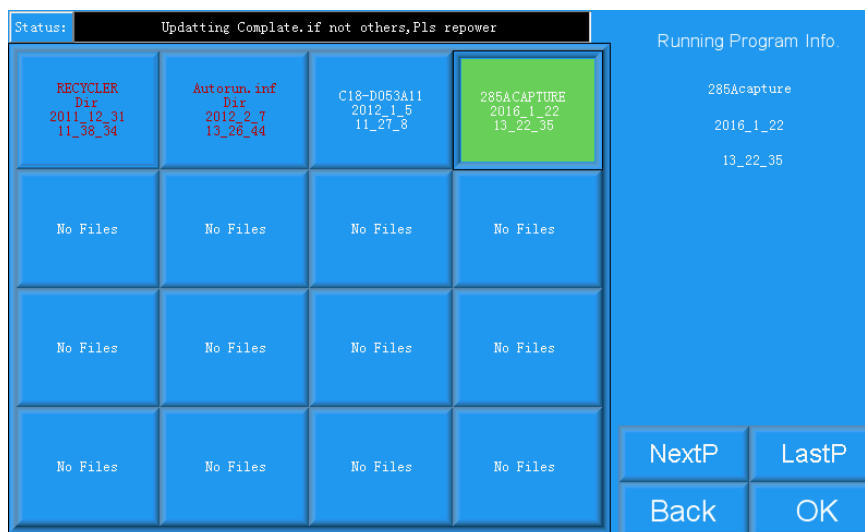 Status:
Updatting Complate.if not others,Pls repower
Running Program Info.
RECYCLER
Dir
2011_12_31
11_38_34
Autorun.inf
Dir
2012_2_7
13_26_44
C18-D053A11
2012_1_5
11_27_8
285ACAPTURE
2016_1_22
13_22_35
285Acapture
2016_1_22
13_22_35
No Files
No Files
No Files
No Files
No Files
No Files
No Files
No Files
No Files
No Files
No Files
No Files
NextP
LastP
Back
OK